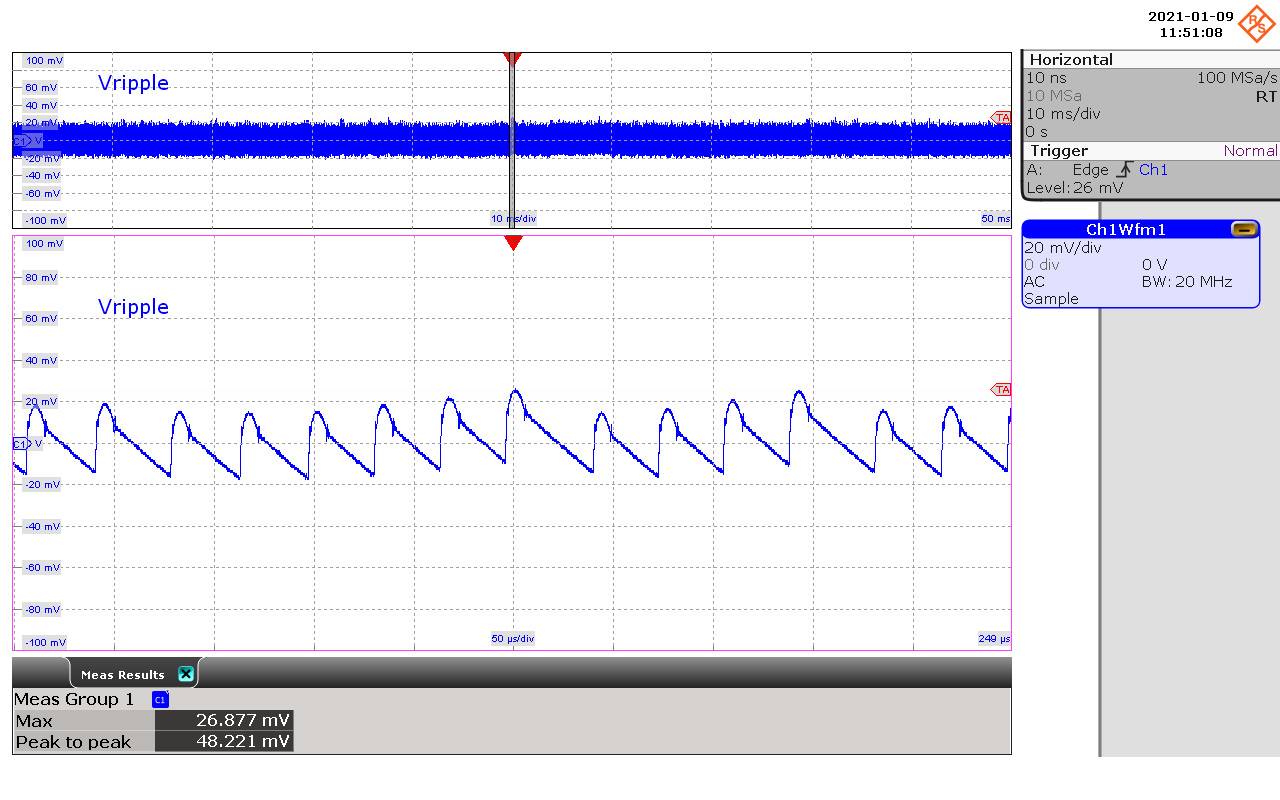 2021-01-09
11:51:08
R&S
Horizontal
10 ns 100 MSa/s
10 MSa RT
10 ms/div
0 s
Trigger Normal
A: Edge Ch1
Level: 26 mV
Ch1Wfm1
20 mV/div
0 div 0 V
AC BW: 20 MHz
Sample
100 mV
Vripple
60 mV
40 mV
20 mV
TA
C1 V
-20 mV
-40 mV
-60 mV
-100 mV
10 ms/div
50 ms
100 mV
80 mV
Vripple
60 mV
40 mV
TA
20 mV
C1 V
-20 mV
-40 mV
-60 mV
-80 mV
-100 mV
50 µs/div
249 µs
Meas Results
Meas Group 1 C1
Max 26.877 mV
Peak to peak 48.221 mV